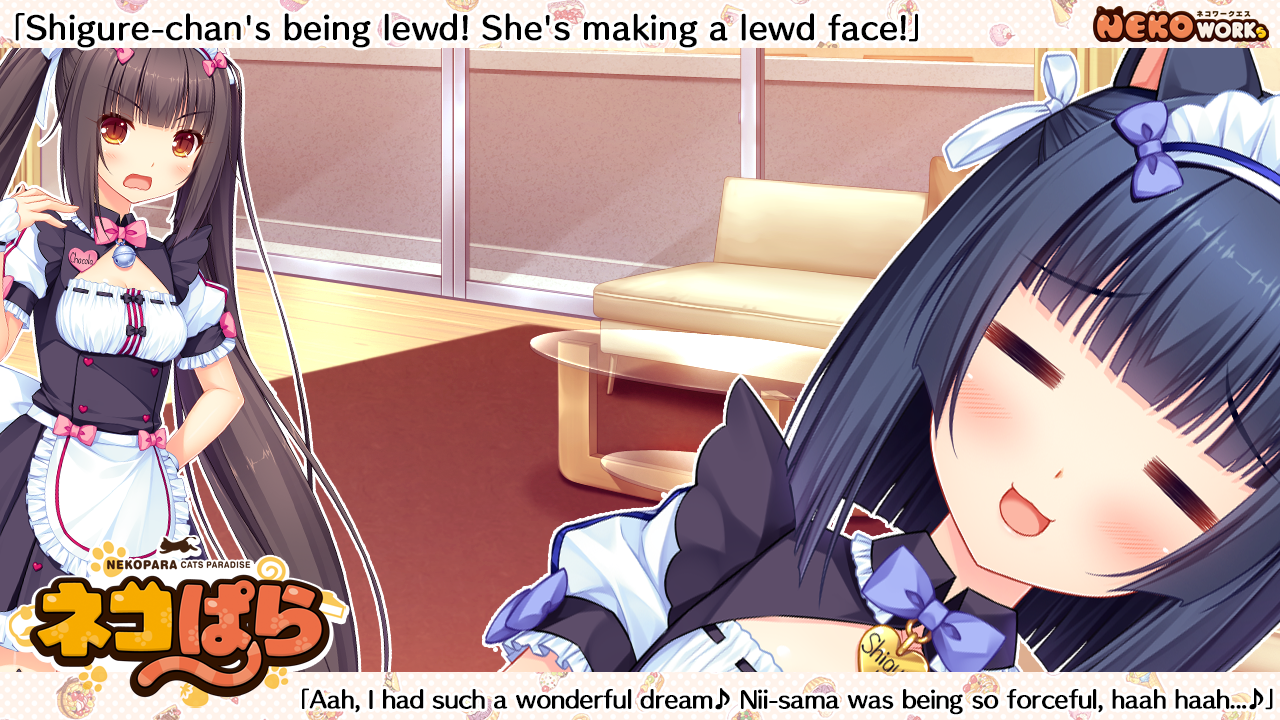 「Shigure-chan's being lewd! She's making a lewd face!」
ネコワークス
NEKO WORKs
Chocola
NEKOPARA CATS PARADISE
ネコぱら
Shigu
「Aah, I had such a wonderful dream♪ Nii-sama was being so forceful, haah haah...♪」